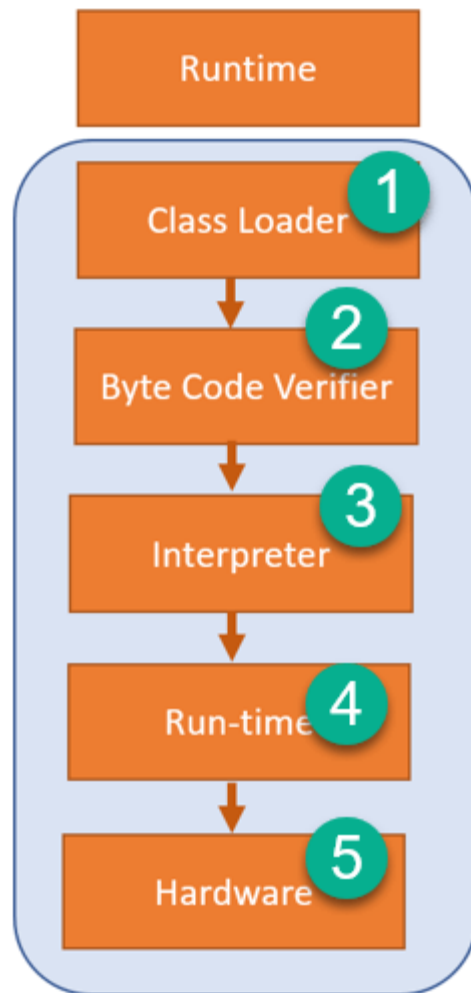 Runtime
1
Class Loader
2
Byte Code Verifier
3
Interpreter
4
Run-time
5
Hardware